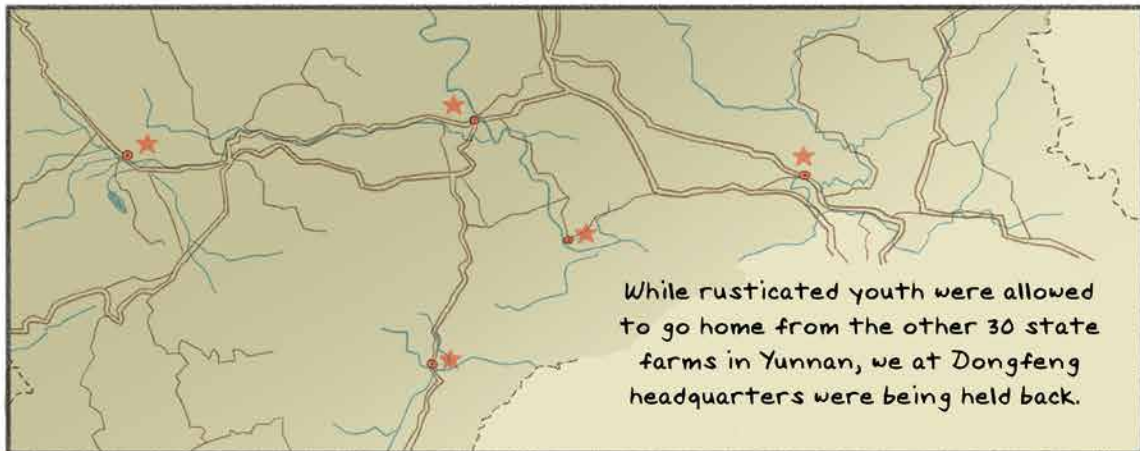 While rusticated youth were allowed
to go home from the other 30 state
farms in Yunnan, we at Dongfeng
headquarters were being held back.